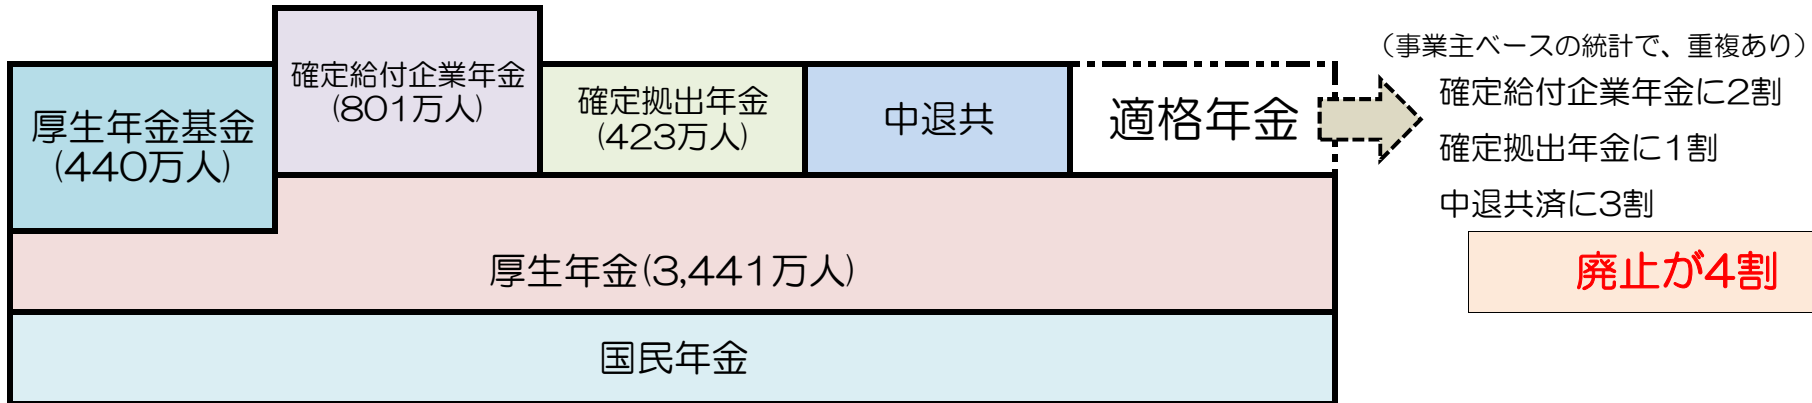 厚生年金基金
(440万人)
確定給付企業年金
(801万人)
確定拠出年金
(423万人)
中退共
適格年金
（事業主ベースの統計で、重複あり）
確定給付企業年金に2割
確定拠出年金に1割
中退共済に3割
廃止が4割
厚生年金(3,441万人)
国民年金